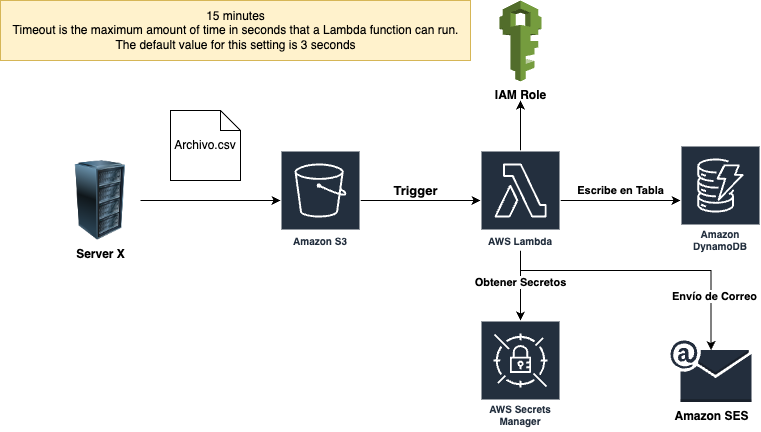 15 minutes
Timeout is the maximum amount of time in seconds that a Lambda function can run.
The default value for this setting is 3 seconds
IAM Role
Archivo.csv
Server X
Amazon S3
Trigger
AWS Lambda
Escribe en Tabla
Amazon
DynamoDB
Obtener Secretos
Envío de Correo
AWS Secrets
Manager
@
Amazon SES